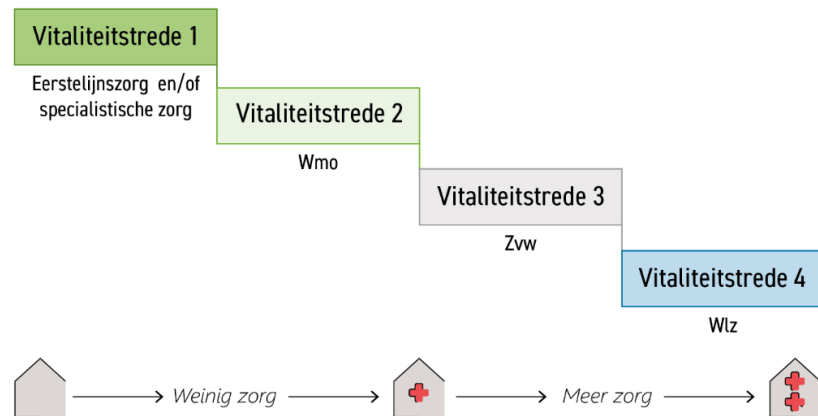 Vitaliteitstrede 1
Eerstelijnszorg en/of
specialistische zorg
Vitaliteitstrede 2
Wmo
Vitaliteitstrede 3
Zvw
Vitaliteitstrede 4
Wlz
Weinig zorg
Meer zorg